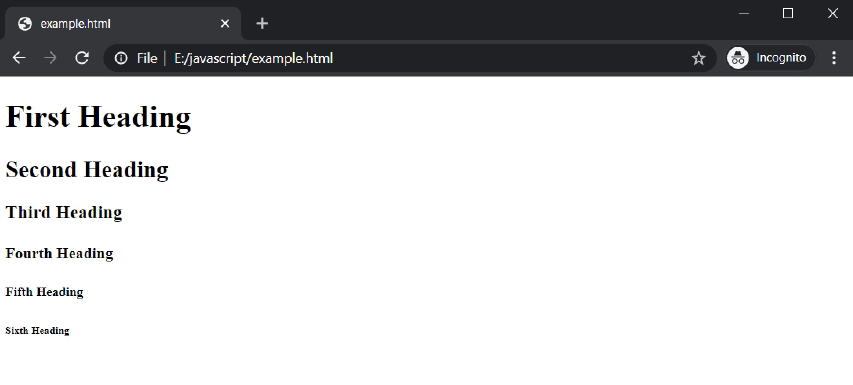 example.html
File | E:/javascript/example.html
Incognito
First Heading
Second Heading
Third Heading
Fourth Heading
Fifth Heading
Sixth Heading